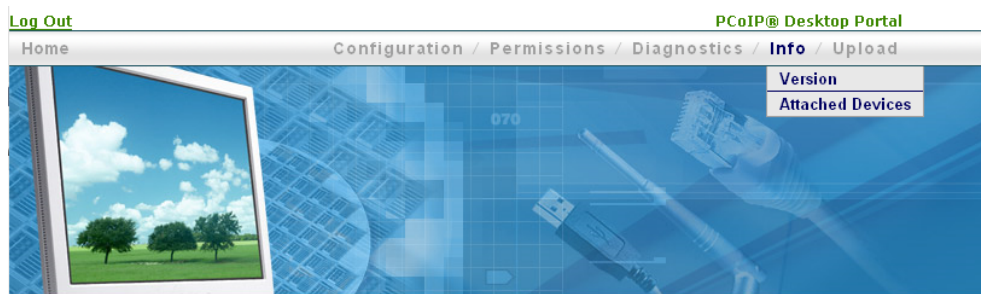 Log Out PCoIP® Desktop Portal
Home Configuration / Permissions / Diagnostics / Info / Upload
Version
Attached Devices
070